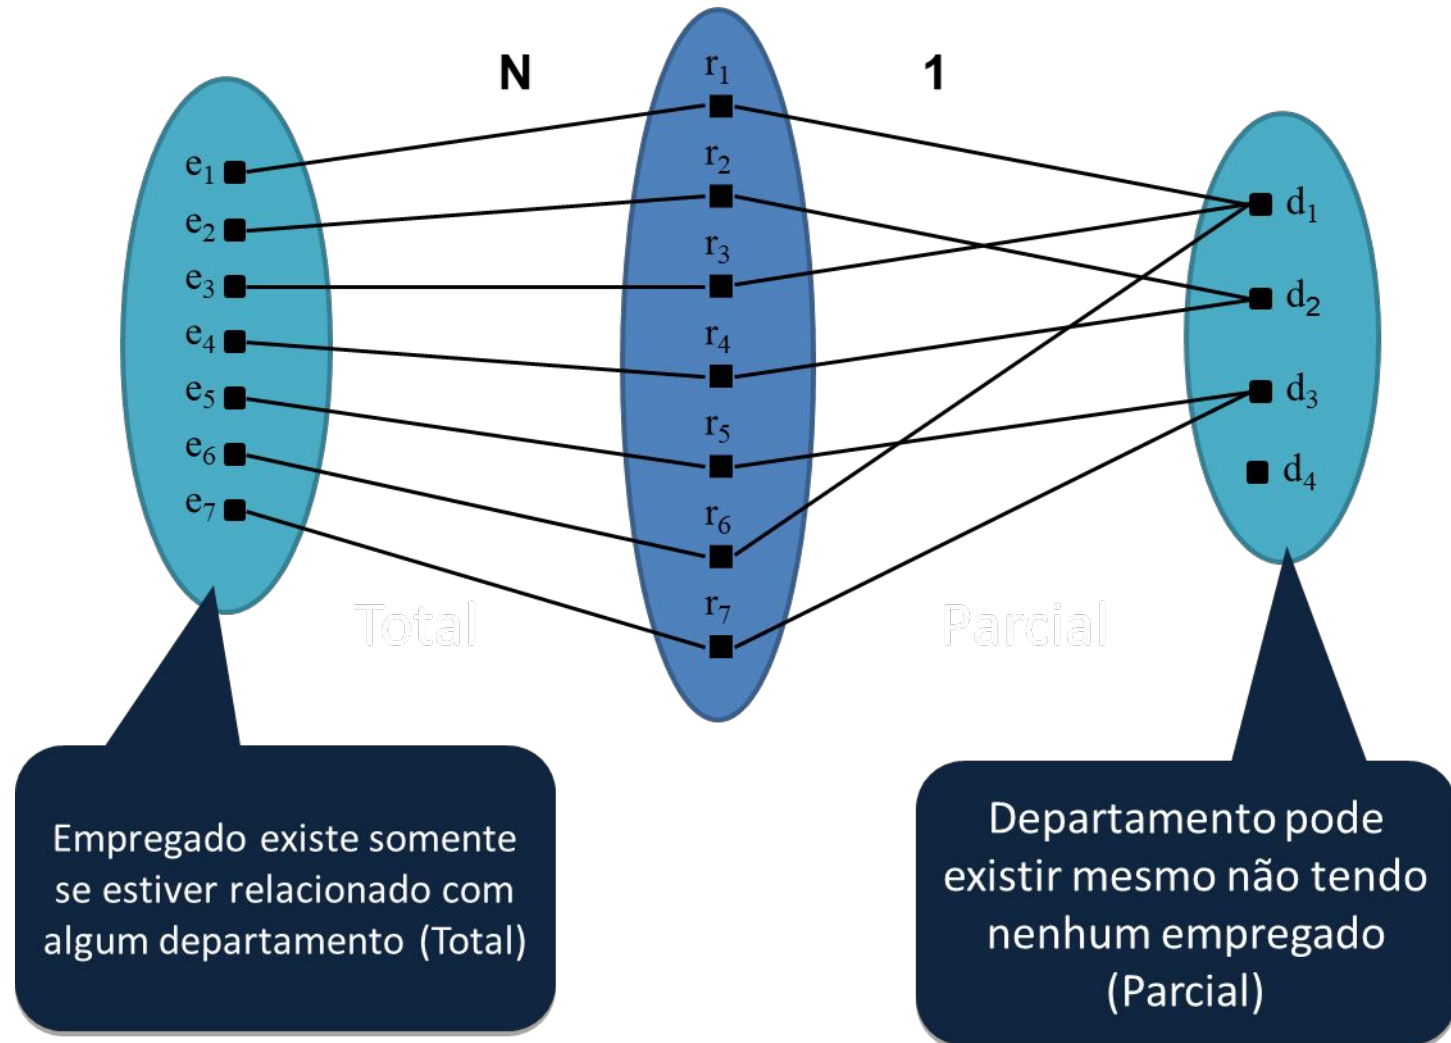 N
1
e1
e2
e3
e4
e5
e6
e7
r1
r2
r3
r4
r5
r6
r7
d1
d2
d3
d4
Total
Parcial
Empregado existe somente
se estiver relacionado com
algum departamento (Total)
Departamento pode
existir mesmo não tendo
nenhum empregado
(Parcial)